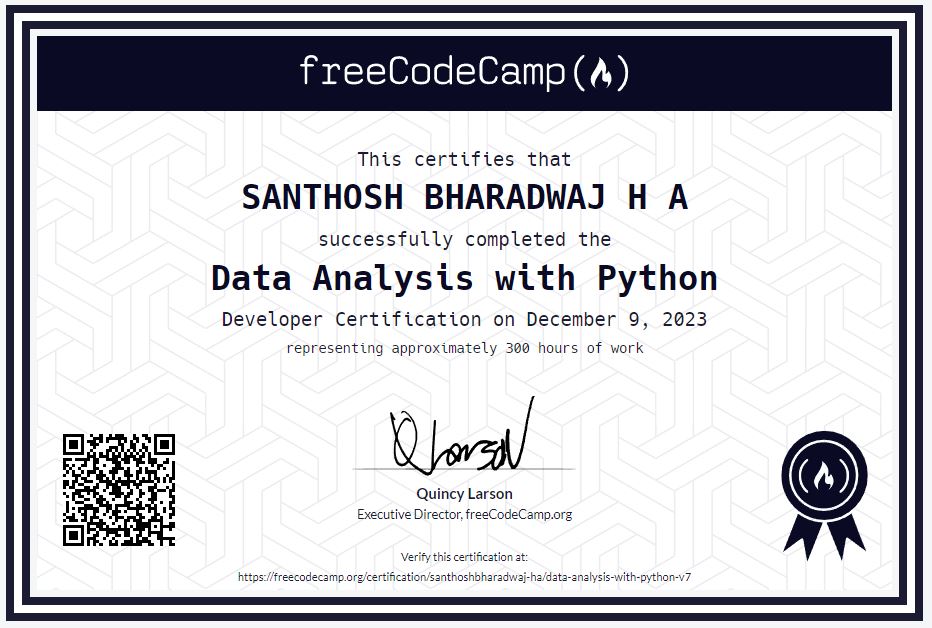 freeCodeCamp
This certifies that
SANTHOSH BHARADWAJ H A
successfully completed the
Data Analysis with Python
Developer Certification on December 9, 2023
representing approximately 300 hours of work
Q Larson
Quincy Larson
Executive Director, freeCodeCamp.org
Verify this certification at:
https://freecodecamp.org/certification/santhoshbharadwaj-ha/data-analysis-with-python-v7